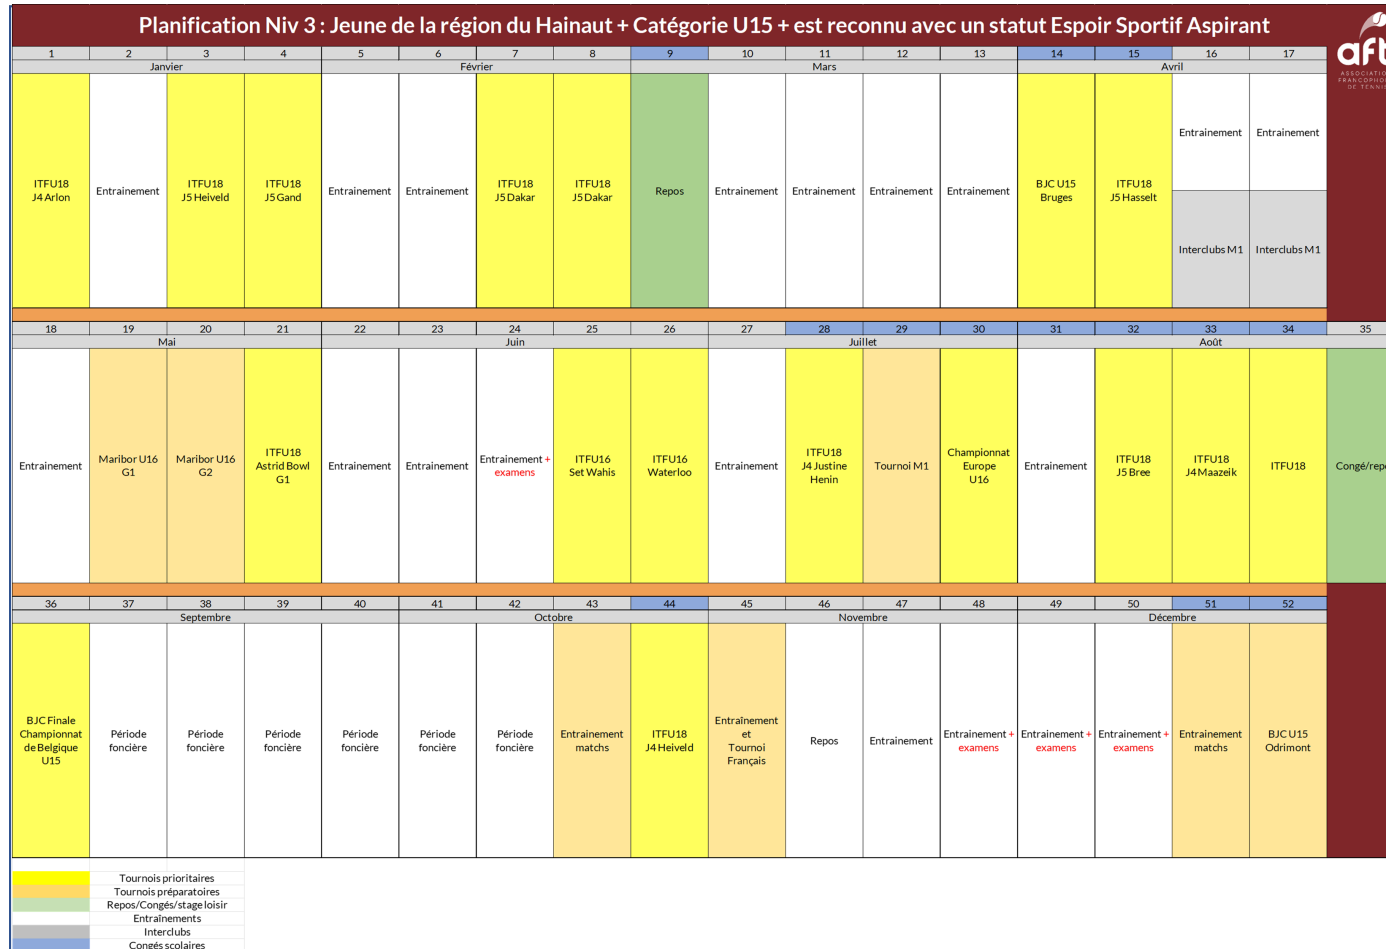 Planification Niv 3 : Jeune de la région du Hainaut + Catégorie U15 + est reconnu avec un statut Espoir Sportif Aspirant
aft
ASSOCIATION
FRANCOPHONE
DE TENNIS
1 2 3 4 5 6 7 8 9 10 11 12 13 14 15 16 17
Janvier Février Mars Avril
ITFU18
J4 Arlon
Entrainement
ITFU18
J5 Heiveld
ITFU18
J5 Gand
Entrainement
Entrainement
ITFU18
J5 Dakar
ITFU18
J5 Dakar
Repos
Entrainement
Entrainement
Entrainement
Entrainement
BJC U15
Bruges
ITFU18
J5 Hasselt
Entrainement
Interclubs M1
Entrainement
Interclubs M1
18 19 20 21 22 23 24 25 26 27 28 29 30 31 32 33 34 35
Mai Juin Juillet Août
Entrainement
Maribor U16
G1
Maribor U16
G2
ITFU18
Astrid Bowl
G1
Entrainement
Entrainement
Entrainement +
examens
ITFU16
Set Wahis
ITFU16
Waterloo
Entrainement
ITFU18
J4 Justine
Henin
Tournoi M1
Championnat
Europe
U16
Entrainement
ITFU18
J5 Bree
ITFU18
J4 Maazeik
ITFU18
Congé/repo
36 37 38 39 40 41 42 43 44 45 46 47 48 49 50 51 52
Septembre Octobre Novembre Décembre
BJC Finale
Championnat
de Belgique
U15
Période
foncière
Période
foncière
Période
foncière
Période
foncière
Période
foncière
Période
foncière
Entrainement
matchs
ITFU18
J4 Heiveld
Entraînement
et
Tournoi
Français
Repos
Entrainement
Entrainement +
examens
Entrainement +
examens
Entrainement +
examens
Entrainement
matchs
BJC U15
Odrimont
Tournois prioritaires
Tournois préparatoires
Repos/Congés/stage loisir
Entraînements
Interclubs
Congés scolaires